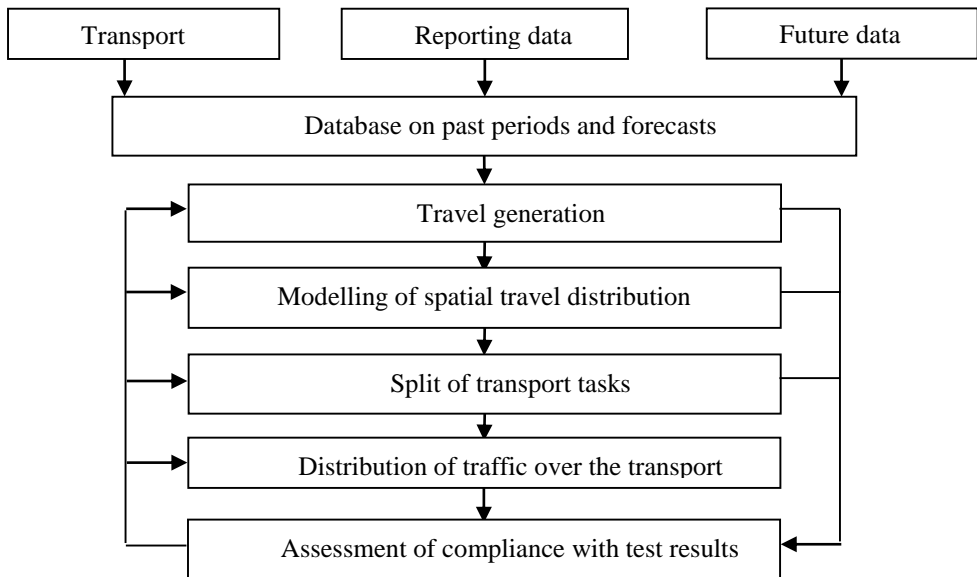 Transport
Reporting data
Future data
Database on past periods and forecasts
Travel generation
Modelling of spatial travel distribution
Split of transport tasks
Distribution of traffic over the transport
Assessment of compliance with test results